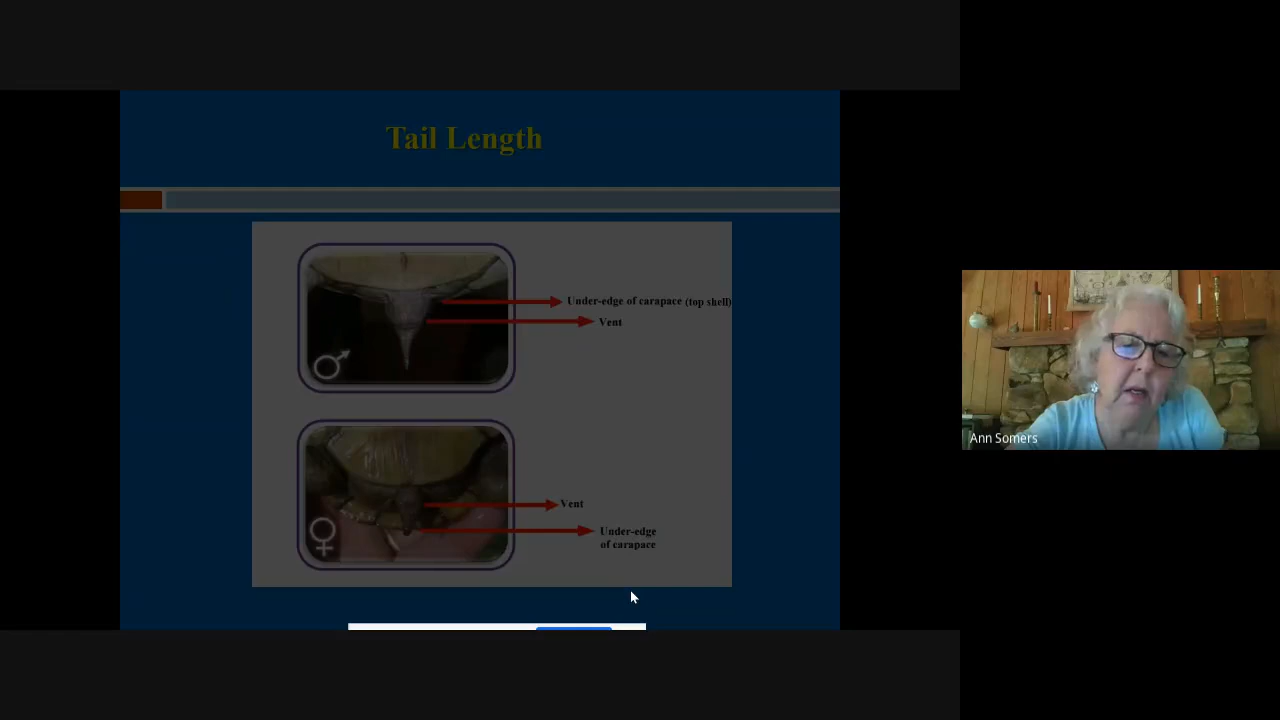 Tail Length
Under-edge of carapace (top shell)
Vent
Vent
Under-edge
of carapace
Ann Somers